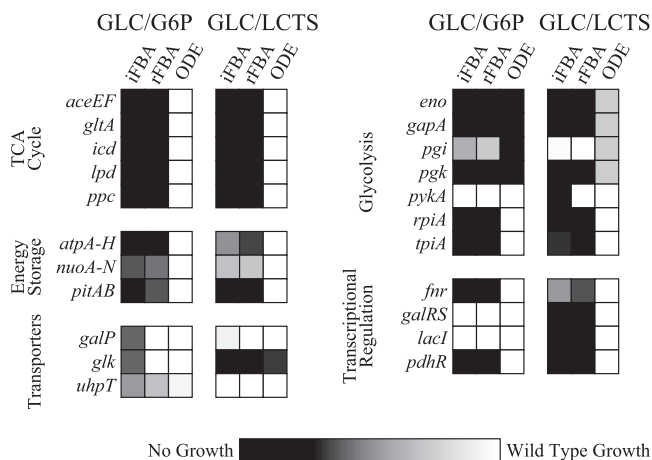 GLC/G6P GLC/LCTS
iFBA rFBA ODE iFBA rFBA ODE
TCA Cycle
aceEF
gltA
icd
lpd
ppc
Energy Storage
atpA-H
nuoA-N
pitAB
Transporters
galP
glk
uhpT
GLC/G6P GLC/LCTS
iFBA rFBA ODE iFBA rFBA ODE
Glycolysis
eno
gapA
pgi
pgk
pykA
rpiA
tpiA
Transcriptional Regulation
fnr
galRS
lacI
pdhR
No Growth Wild Type Growth